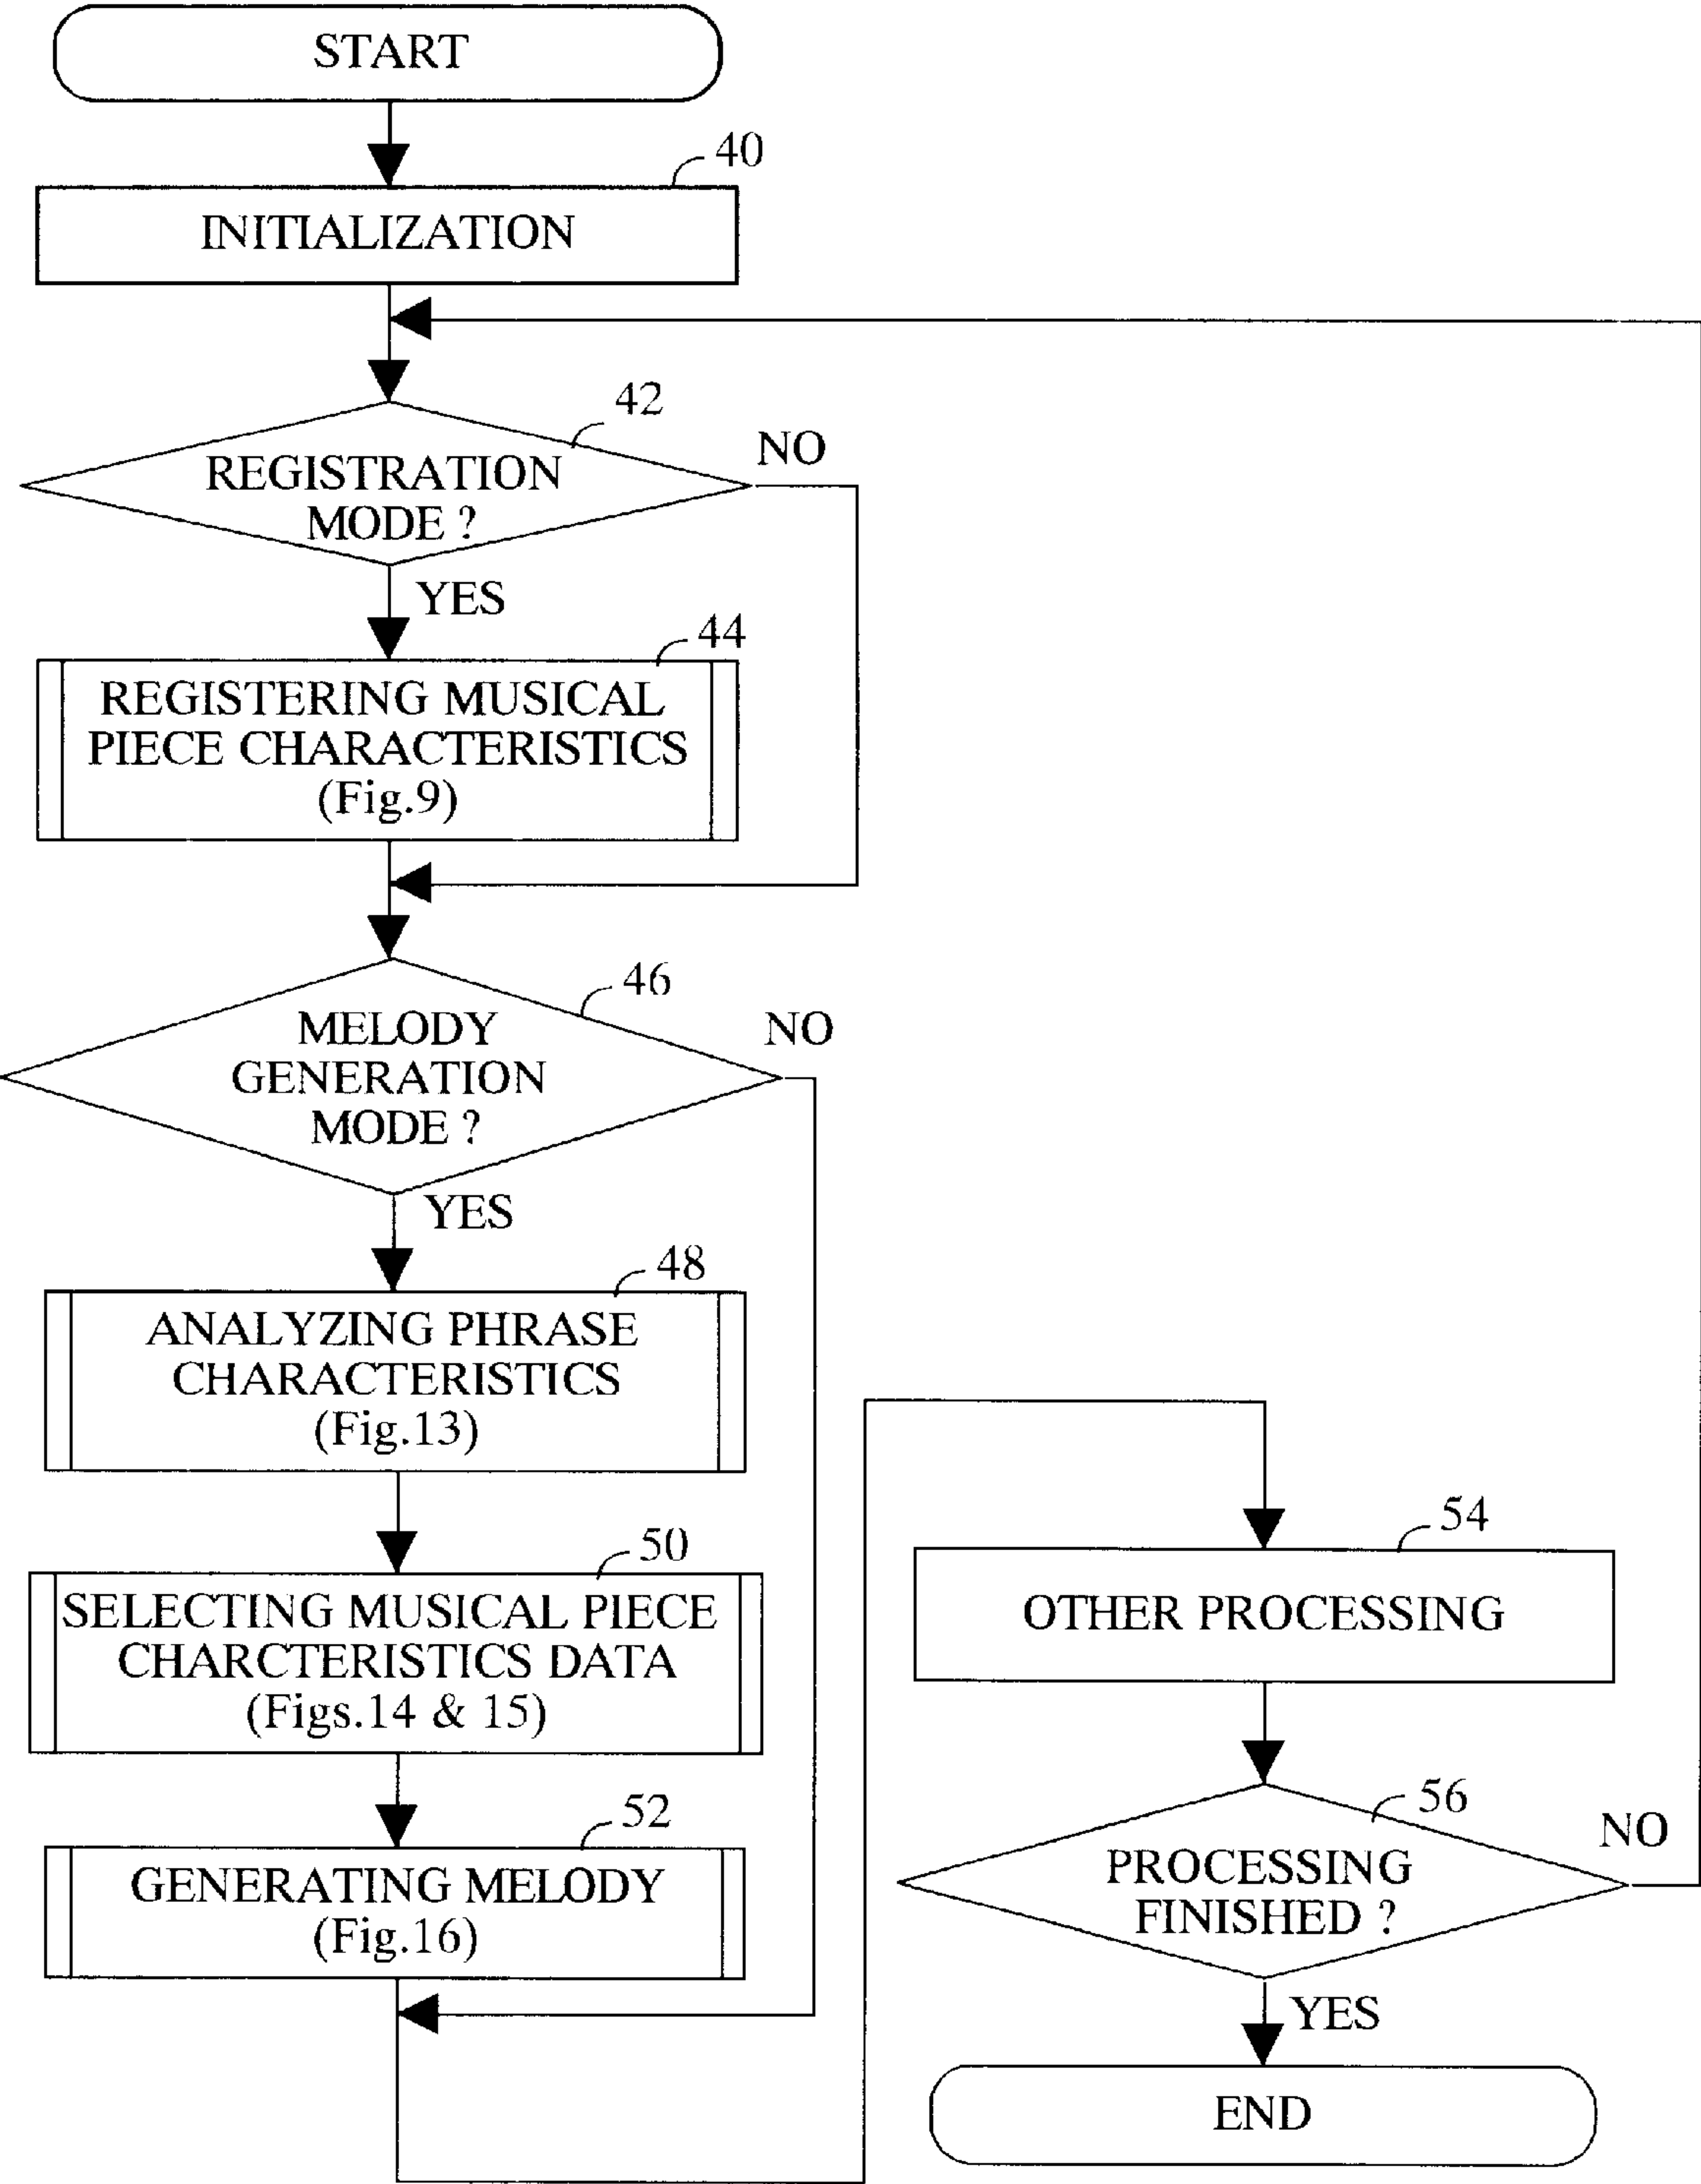 START
40
INITIALIZATION
42
REGISTRATION
MODE ?
NO
YES
44
REGISTERING MUSICAL
PIECE CHARACTERISTICS
(Fig.9)
46
MELODY
GENERATION
MODE ?
NO
YES
48
ANALYZING PHRASE
CHARACTERISTICS
(Fig.13)
50
SELECTING MUSICAL PIECE
CHARCTERISTICS DATA
(Figs.14 & 15)
52
GENERATING MELODY
(Fig.16)
54
OTHER PROCESSING
56
PROCESSING
FINISHED ?
NO
YES
END